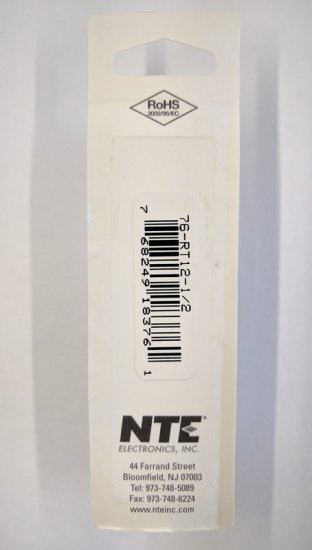 RoHS
2002/95/EC
76-RT12-1/2
7 68249 18376 1
NTE®
ELECTRONICS, INC.
44 Farrand Street
Bloomfield, NJ 07003
Tel: 973-748-5089
Fax: 973-748-6224
www.nteinc.com